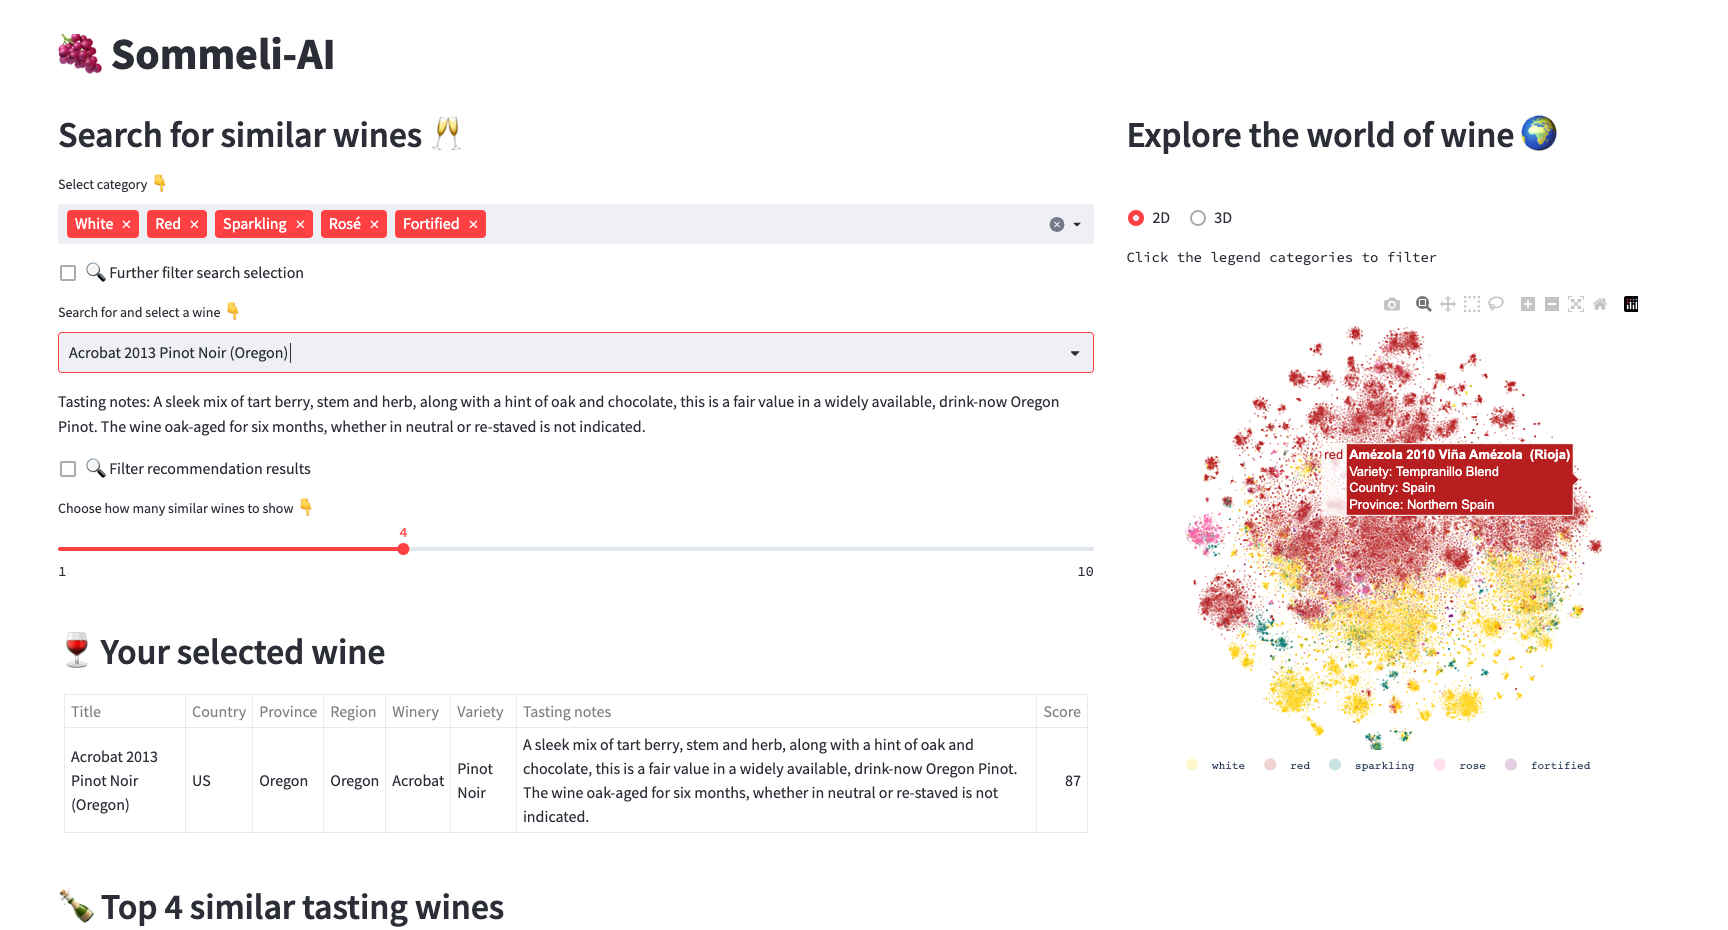 Sommeli-AI
Search for similar wines
Select category
White × Red × Sparkling × Rosé × Fortified ×
Further filter search selection
Search for and select a wine
Acrobat 2013 Pinot Noir (Oregon)
Tasting notes: A sleek mix of tart berry, stem and herb, along with a hint of oak and chocolate, this is a fair value in a widely available, drink-now Oregon
Pinot. The wine oak-aged for six months, whether in neutral or re-staved is not indicated.
Filter recommendation results
Choose how many similar wines to show
4
1 10
Your selected wine
Title Country Province Region Winery Variety Tasting notes Score
Acrobat 2013
Pinot Noir
(Oregon)
US
Oregon
Oregon
Acrobat
Pinot
Noir
A sleek mix of tart berry, stem and herb, along with a hint of oak and
chocolate, this is a fair value in a widely available, drink-now Oregon Pinot.
The wine oak-aged for six months, whether in neutral or re-staved is not
indicated.
87
Top 4 similar tasting wines
Explore the world of wine
2D 3D
Click the legend categories to filter
red Amézola 2010 Viña Amézola (Rioja)
Variety: Tempranillo Blend
Country: Spain
Province: Northern Spain
white red sparkling rose fortified